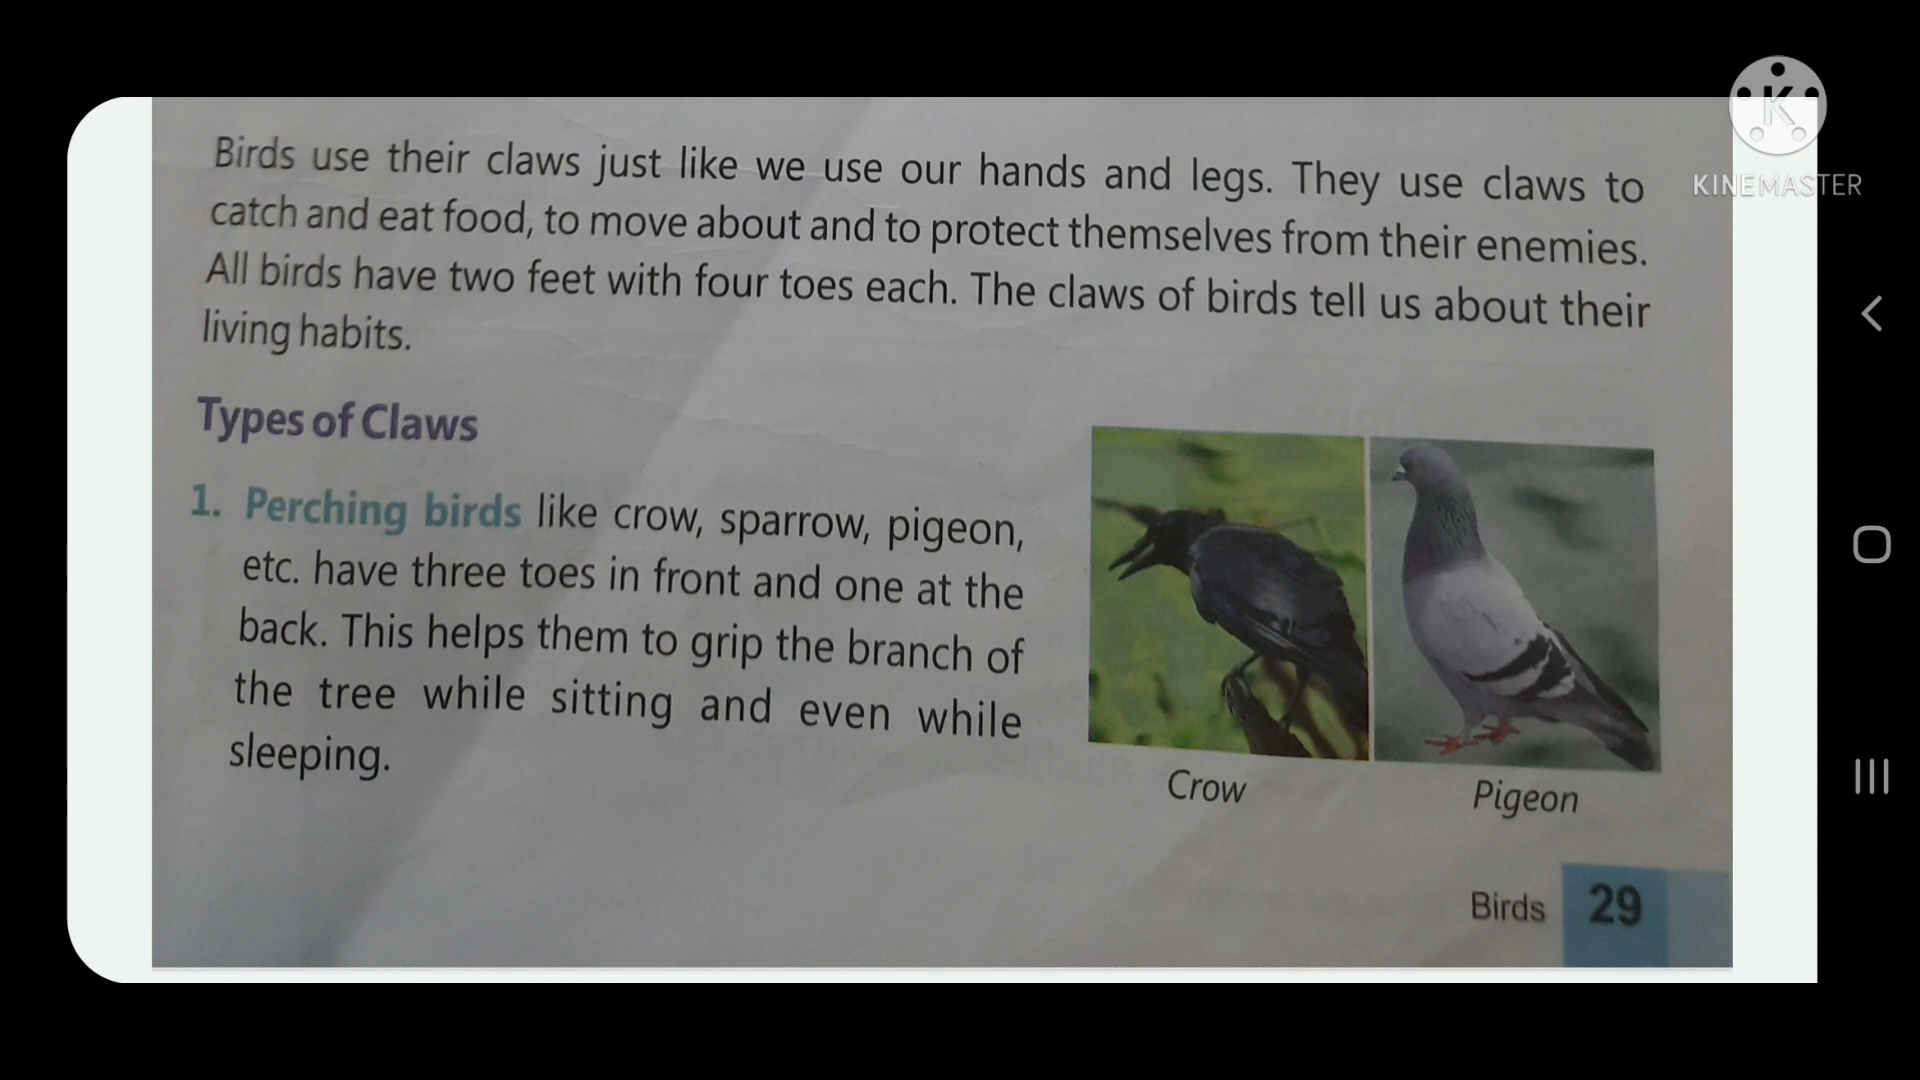 Birds use their claws just like we use our hands and legs. They use claws to
catch and eat food, to move about and to protect themselves from their enemies.
All birds have two feet with four toes each. The claws of birds tell us about their
living habits.
Types of Claws
1. Perching birds like crow, sparrow, pigeon,
etc. have three toes in front and one at the
back. This helps them to grip the branch of
the tree while sitting and even while
sleeping.
Crow
Pigeon
Birds 29
K
KINEMASTER